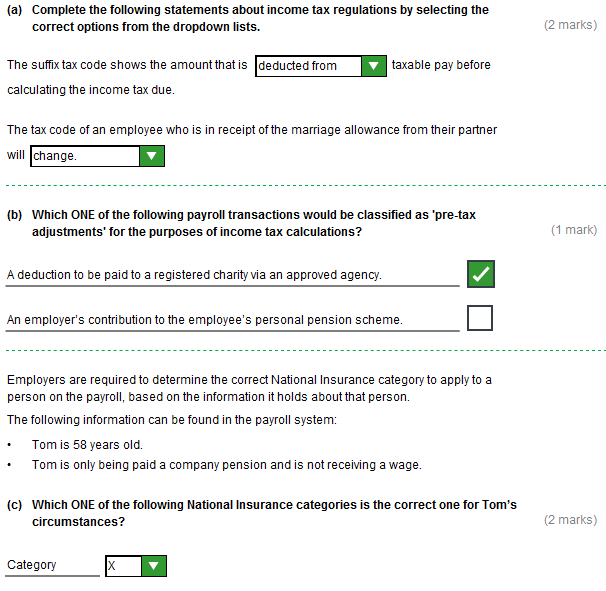 (a) Complete the following statements about income tax regulations by selecting the
correct options from the dropdown lists.
(2 marks)
The suffix tax code shows the amount that is deducted from taxable pay before
calculating the income tax due.
The tax code of an employee who is in receipt of the marriage allowance from their partner
will change.
(b) Which ONE of the following payroll transactions would be classified as 'pre-tax
adjustments' for the purposes of income tax calculations?
(1 mark)
A deduction to be paid to a registered charity via an approved agency.
An employer's contribution to the employee's personal pension scheme.
Employers are required to determine the correct National Insurance category to apply to a
person on the payroll, based on the information it holds about that person.
The following information can be found in the payroll system:
• Tom is 58 years old.
• Tom is only being paid a company pension and is not receiving a wage.
(c) Which ONE of the following National Insurance categories is the correct one for Tom's
circumstances?
(2 marks)
Category X